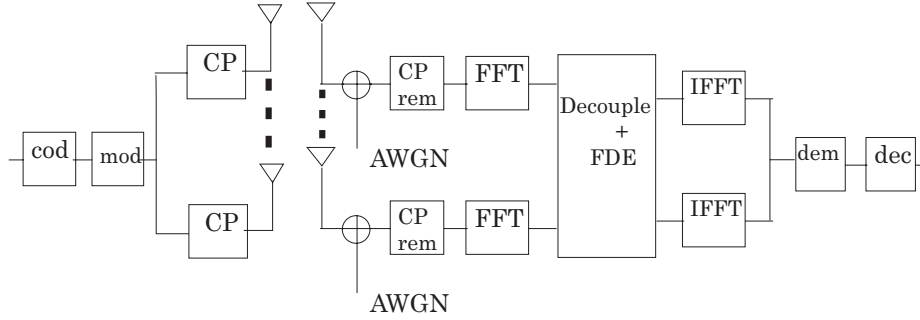 cod
mod
CP
CP
AWGN
CP
rem
FFT
AWGN
CP
rem
FFT
Decouple
+
FDE
IFFT
IFFT
dem
dec